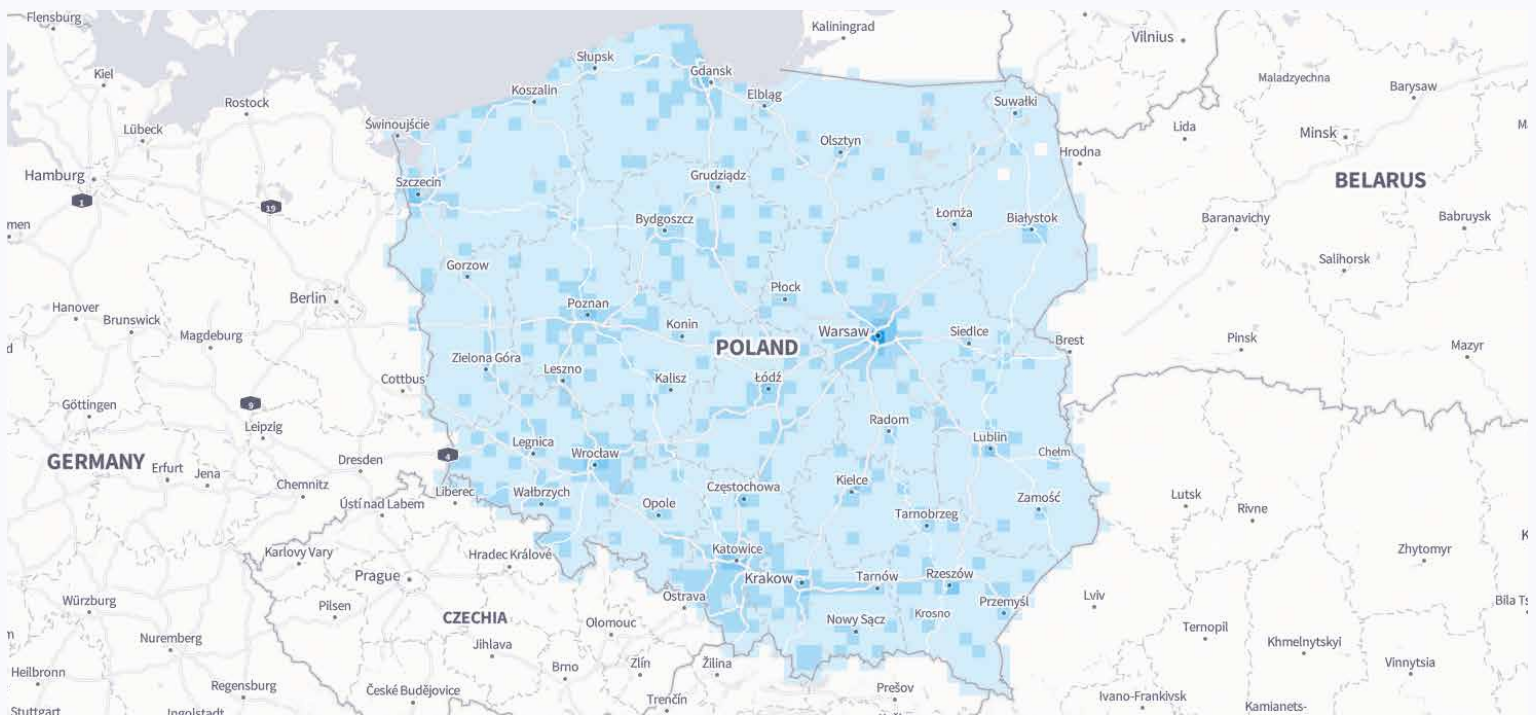 Flensburg
Kaliningrad
Vilnius
Słupsk
Kiel
Gdansk
Maladzyechna
Barysaw
Koszalin
Elbląg
Suwałki
Rostock
Lübeck
Świnoujście
Lida
Minsk
M
Olsztyn
Hrodna
Hamburg
Szczecin
Grudziądz
BELARUS
1
19
men
Bydgoszcz
Łomża
Białystok
Baranavichy
Babruysk
Gorzow
Salihorsk
Berlin
Płock
Hanover
Poznan
Brunswick
Magdeburg
Konin
Warsaw
Siedlce
Brest
Pinsk
d
POLAND
Mazyr
Zielona Góra
Leszno
Kalisz
Łódź
Cottbus
Göttingen
9
Leipzig
Radom
Legnica
Lublin
GERMANY
Erfurt
Jena
Dresden
4
Wrocław
Chełm
Chemnitz
Liberec
Wałbrzych
Częstochowa
Kielce
Ústí nad Labem
Opole
Zamość
Lutsk
Rivne
Tarnobrzeg
Karlovy Vary
Hradec Králové
Katowice
K
Zhytomyr
Prague
Krakow
Tarnów
Rzeszów
Würzburg
Pilsen
Ostrava
Przemyśl
Lviv
Bila Ts
CZECHIA
Olomouc
Nowy Sącz
Krosno
Ternopil
Nuremberg
Jihlava
Khmelnytskyi
m
Heilbronn
Brno
Zlín
Žilina
Vinnytsia
Regensburg
České Budějovice
Trenčín
Prešov
Ivano-Frankivsk
Stuttgart
Ingolstadt
Kamianets-